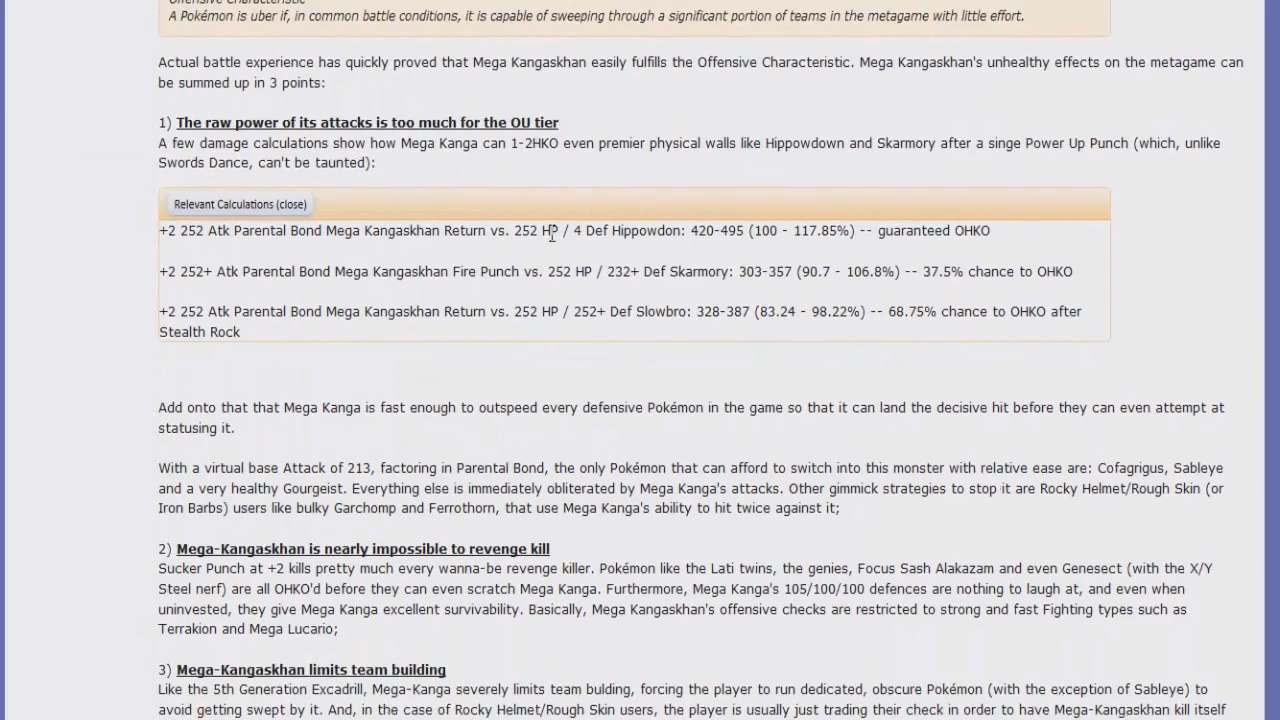 Offensive Characteristic
A Pokémon is uber if, in common battle conditions, it is capable of sweeping through a significant portion of teams in the metagame with little effort.
Actual battle experience has quickly proved that Mega Kangaskhan easily fulfills the Offensive Characteristic. Mega Kangaskhan's unhealthy effects on the metagame can
be summed up in 3 points:
1) The raw power of its attacks is too much for the OU tier
A few damage calculations show how Mega Kanga can 1-2HKO even premier physical walls like Hippowdown and Skarmory after a singe Power Up Punch (which, unlike
Swords Dance, can't be taunted):
Relevant Calculations (close)
+2 252 Atk Parental Bond Mega Kangaskhan Return vs. 252 HP / 4 Def Hippowdon: 420-495 (100 - 117.85%) -- guaranteed OHKO
+2 252+ Atk Parental Bond Mega Kangaskhan Fire Punch vs. 252 HP / 232+ Def Skarmory: 303-357 (90.7 - 106.8%) -- 37.5% chance to OHKO
+2 252 Atk Parental Bond Mega Kangaskhan Return vs. 252 HP / 252+ Def Slowbro: 328-387 (83.24 - 98.22%) -- 68.75% chance to OHKO after
Stealth Rock
Add onto that that Mega Kanga is fast enough to outspeed every defensive Pokémon in the game so that it can land the decisive hit before they can even attempt at
statusing it.
With a virtual base Attack of 213, factoring in Parental Bond, the only Pokémon that can afford to switch into this monster with relative ease are: Cofagrigus, Sableye
and a very healthy Gourgeist. Everything else is immediately obliterated by Mega Kanga's attacks. Other gimmick strategies to stop it are Rocky Helmet/Rough Skin (or
Iron Barbs) users like bulky Garchomp and Ferrothorn, that use Mega Kanga's ability to hit twice against it;
2) Mega-Kangaskhan is nearly impossible to revenge kill
Sucker Punch at +2 kills pretty much every wanna-be revenge killer. Pokémon like the Lati twins, the genies, Focus Sash Alakazam and even Genesect (with the X/Y
Steel nerf) are all OHKO'd before they can even scratch Mega Kanga. Furthermore, Mega Kanga's 105/100/100 defences are nothing to laugh at, and even when
uninvested, they give Mega Kanga excellent survivability. Basically, Mega Kangaskhan's offensive checks are restricted to strong and fast Fighting types such as
Terrakion and Mega Lucario;
3) Mega-Kangaskhan limits team building
Like the 5th Generation Excadrill, Mega-Kanga severely limits team bulding, forcing the player to run dedicated, obscure Pokémon (with the exception of Sableye) to
avoid getting swept by it. And, in the case of Rocky Helmet/Rough Skin users, the player is usually just trading their check in order to have Mega-Kangaskhan kill itself